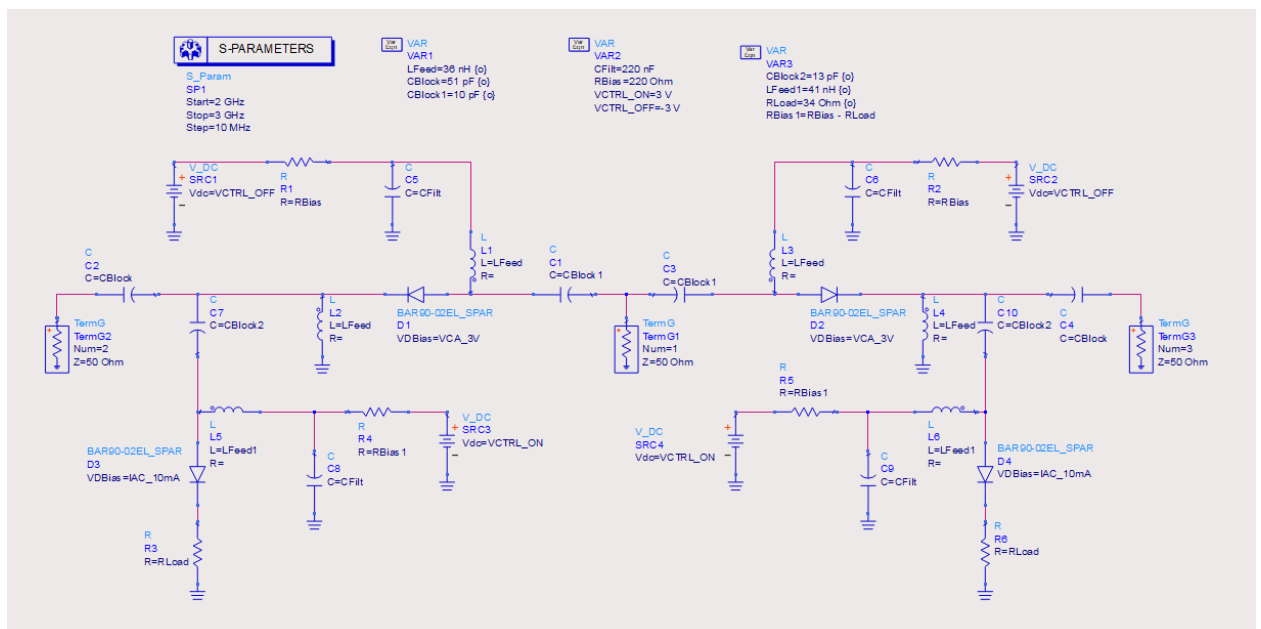 S-PARAMETERS
S_Param
SP1
Start=2 GHz
Stop=3 GHz
Step=10 MHz
Var
Eqn
VAR
VAR1
LFeed=36 nH {o}
CBlock=51 pF {o}
CBlock1=10 pF {o}
Var
Eqn
VAR
VAR2
CFilt=220 nF
RBias=220 Ohm
VCTRL_ON=3 V
VCTRL_OFF=-3 V
Var
Eqn
VAR
VAR3
CBlock2=13 pF {o}
LFeed1=41 nH {o}
RLoad=34 Ohm {o}
RBias1=RBias - RLoad
V_DC
SRC1
Vdc=VCTRL_OFF
R
R1
R=RBias
C
C5
C=CFilt
C
C6
C=CFilt
R
R2
R=RBias
V_DC
SRC2
Vdc=VCTRL_OFF
C
C2
C=CBlock
L
L1
L=LFeed
R=
C
C1
C=CBlock1
C
C3
C=CBlock1
L
L3
L=LFeed
R=
TermG
TermG2
Num=2
Z=50 Ohm
C
C7
C=CBlock2
L
L2
L=LFeed
R=
BAR90-02EL_SPAR
D1
VDBias=VCA_3V
TermG
TermG1
Num=1
Z=50 Ohm
BAR90-02EL_SPAR
D2
VDBias=VCA_3V
L
L4
L=LFeed
R=
C
C10
C=CBlock2
C
C4
C=CBlock
TermG
TermG3
Num=3
Z=50 Ohm
L
L5
L=LFeed1
R=
R
R4
R=RBias1
V_DC
SRC3
Vdc=VCTRL_ON
C
C8
C=CFilt
BAR90-02EL_SPAR
D3
VDBias=IAC_10mA
R
R3
R=RLoad
R
R5
R=RBias1
V_DC
SRC4
Vdc=VCTRL_ON
C
C9
C=CFilt
L
L6
L=LFeed1
R=
BAR90-02EL_SPAR
D4
VDBias=IAC_10mA
R
R6
R=RLoad